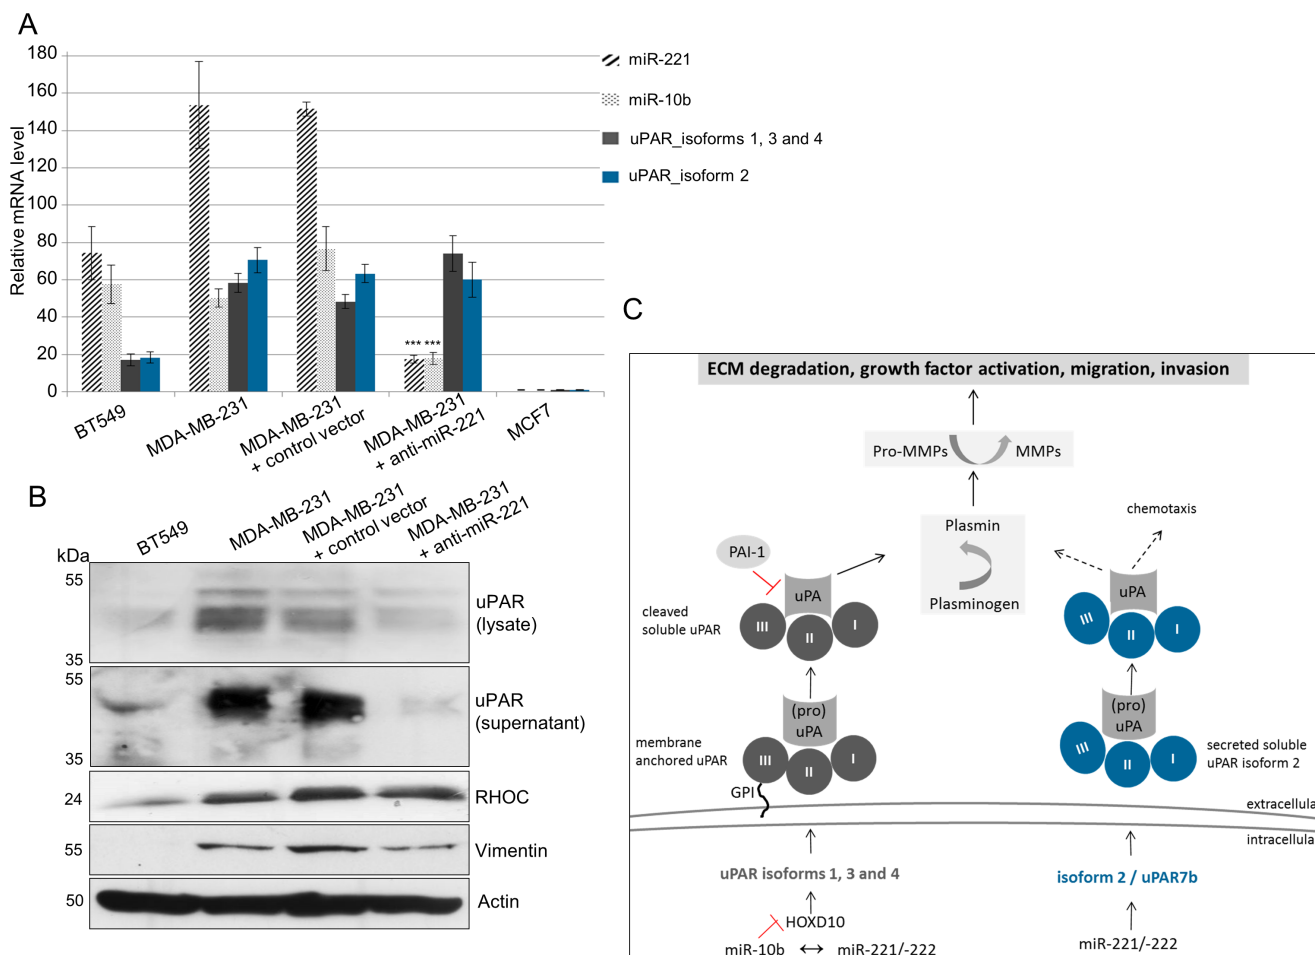 A
180
160
140
120
100
80
60
40
20
0
Relative mRNA level
*** ***
BT549
MDA-MB-231
MDA-MB-231
+ control vector
MDA-MB-231
+ anti-miR-221
MCF7
miR-221
miR-10b
uPAR_isoforms 1, 3 and 4
uPAR_isoform 2
B
BT549
MDA-MB-231
MDA-MB-231
+ control vector
MDA-MB-231
+ anti-miR-221
kDa
55
35
uPAR
(lysate)
55
35
uPAR
(supernatant)
24
RHOC
55
Vimentin
50
Actin
C
ECM degradation, growth factor activation, migration, invasion
Pro-MMPs
MMPs
Plasmin
Plasminogen
chemotaxis
PAI-1
uPA
cleaved
soluble uPAR
III
II
I
uPA
III
II
I
(pro)
uPA
membrane
anchored uPAR
III
II
I
GPI
(pro)
uPA
III
II
I
secreted soluble
uPAR isoform 2
extracellula
intracellula
uPAR isoforms 1, 3 and 4
isoform 2 / uPAR7b
HOXD10
miR-10b ↔ miR-221/-222
miR-221/-222